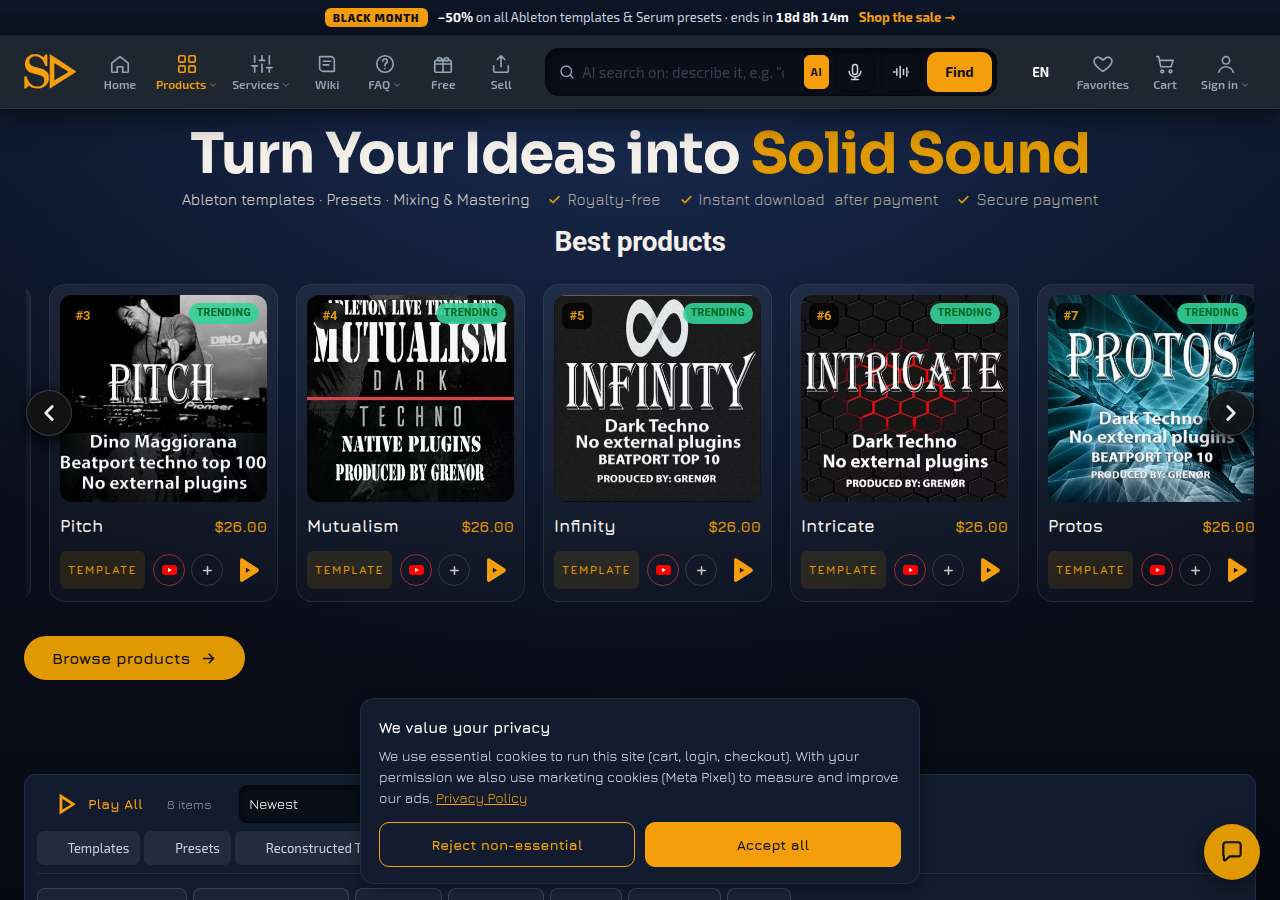 BLACK MONTH −50% on all Ableton templates & Serum presets · ends in 18d 8h 14m Shop the sale →
SD
Home
Products
Services
Wiki
FAQ
Free
Sell
AI search on: describe it, e.g.
AI
Find
EN
Favorites
Cart
Sign in
Turn Your Ideas into Solid Sound
Ableton templates · Presets · Mixing & Mastering Royalty-free Instant download after payment Secure payment
Best products
#3
TRENDING
PITCH
Pioneer
Dino Maggiorana
Beatport techno top 100
No external plugins
Pitch $26.00
TEMPLATE
#4
TRENDING
MUTUALISM
DARK
TECHNO
NATIVE PLUGINS
PRODUCED BY GRENOR
Mutualism $26.00
TEMPLATE
#5
TRENDING
INFINITY
Dark Techno
No external plugins
BEATPORT TOP 10
PRODUCED BY: GRENØR
Infinity $26.00
TEMPLATE
#6
TRENDING
INTRICATE
Dark Techno
No external plugins
PRODUCED BY: GRENØR
Intricate $26.00
TEMPLATE
#7
TRENDING
PROTOS
Dark Techno
No external plugins
BEATPORT TOP 10
PRODUCED BY: GRENØR
Protos $26.00
TEMPLATE
Browse products →
We value your privacy
We use essential cookies to run this site (cart, login, checkout). With your
permission we also use marketing cookies (Meta Pixel) to measure and improve
our ads. Privacy Policy
Reject non-essential
Accept all
Play All 8 items Newest
Templates Presets Reconstructed